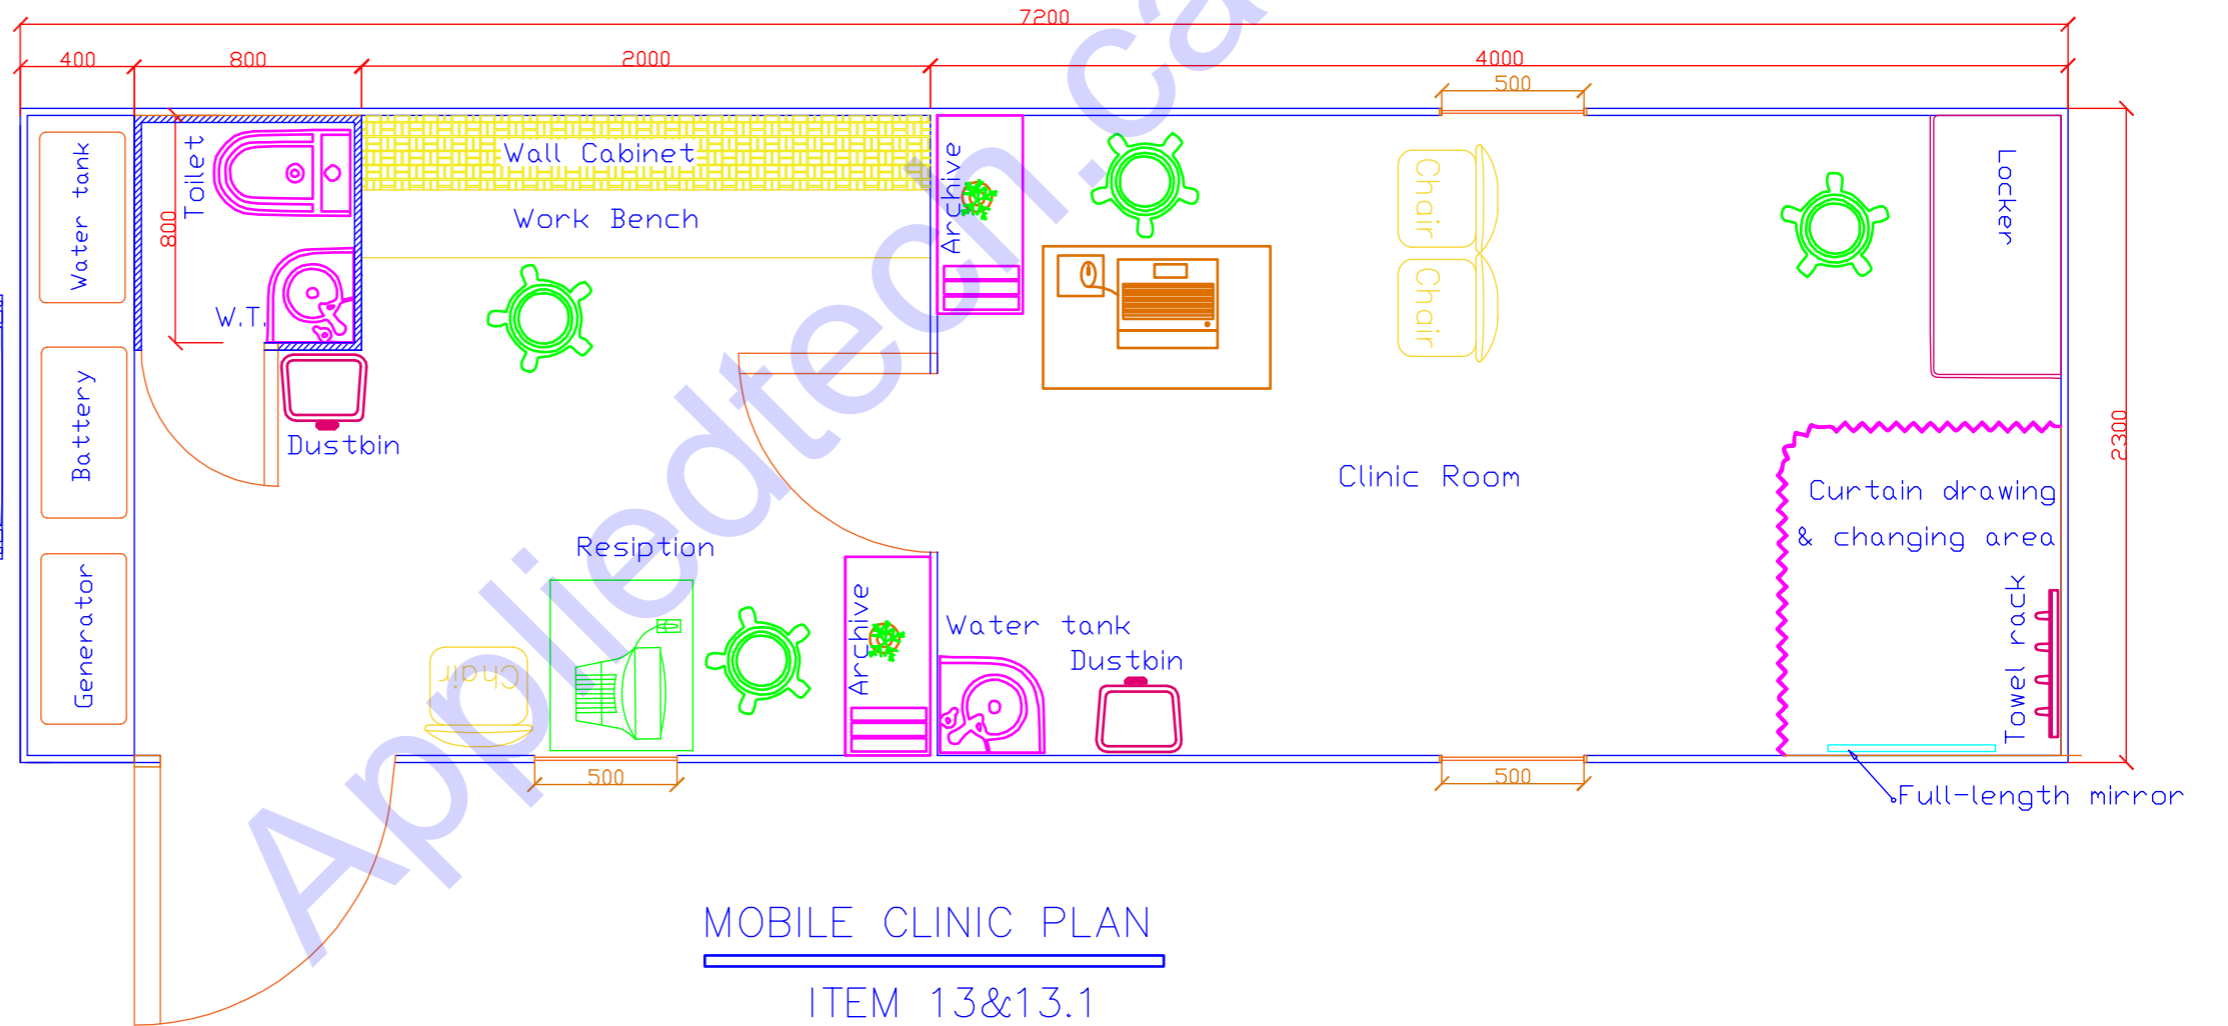 7200
400
800
2000
4000
500
Water tank
Toilet
800
W.T.
Wall Cabinet
Work Bench
Archive
Chair
Chair
Locker
Battery
Dustbin
2300
Clinic Room
Curtain drawing
& changing area
Resiption
Generator
Chair
Archive
Water tank
Dustbin
Towel rack
500
500
Full-length mirror
MOBILE CLINIC PLAN
ITEM 13&13.1
Appliedtech.ca